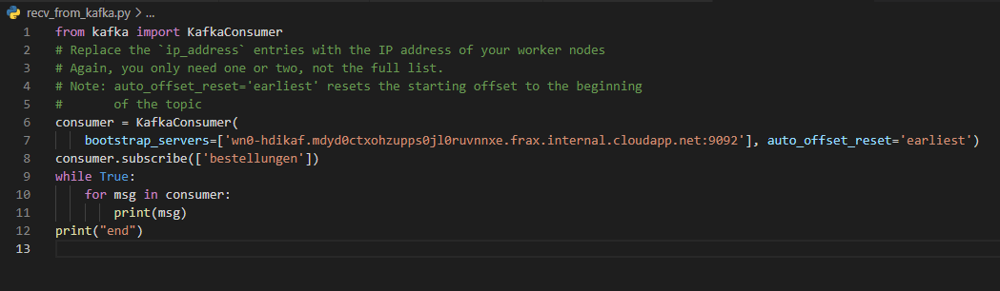 recv_from_kafka.py > ...
1 from kafka import KafkaConsumer
2 # Replace the `ip_address` entries with the IP address of your worker nodes
3 # Again, you only need one or two, not the full list.
4 # Note: auto_offset_reset='earliest' resets the starting offset to the beginning
5 #       of the topic
6 consumer = KafkaConsumer(
7     bootstrap_servers=['wn0-hdikaf.mdyd0ctxohzupps0jl0ruvnnxe.frax.internal.cloudapp.net:9092'], auto_offset_reset='earliest')
8 consumer.subscribe(['bestellungen'])
9 while True:
10     for msg in consumer:
11         print(msg)
12 print("end")
13